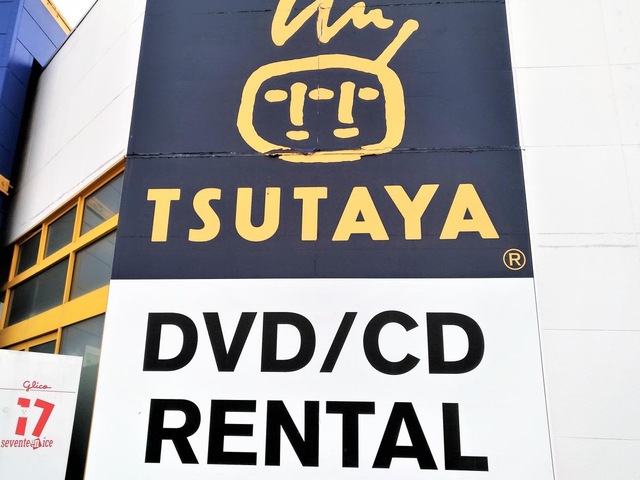 TSUTAYA
®
DVD/CD
RENTAL
Glico
17
seventeen ice